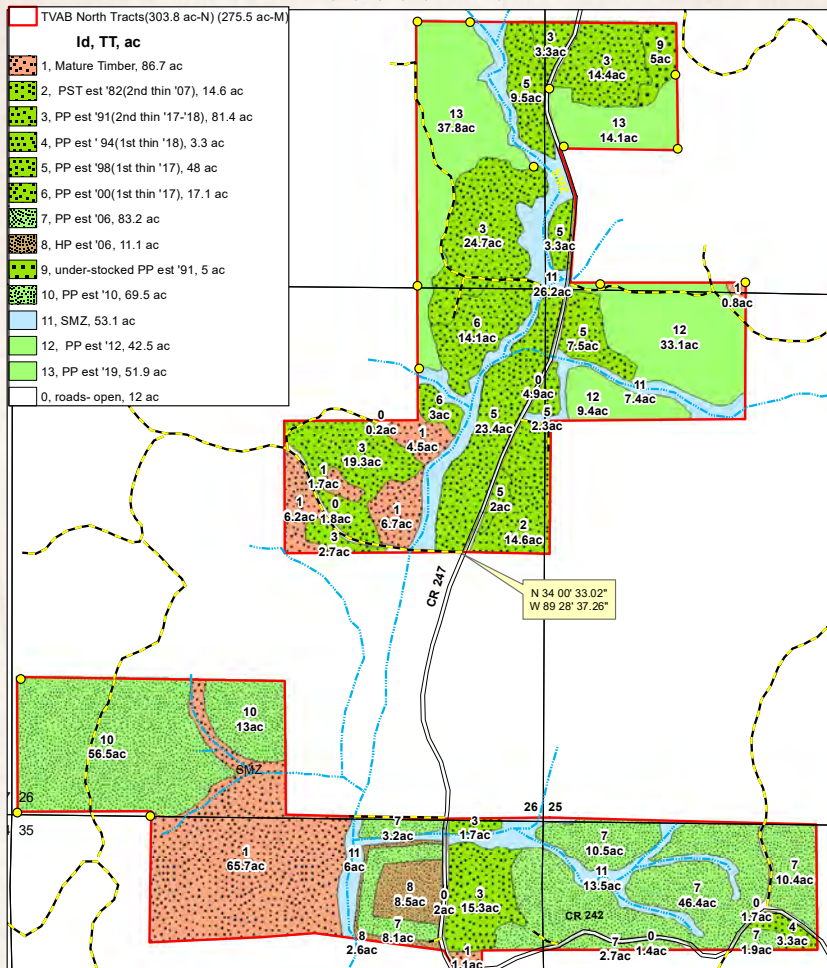 TVAB North Tracts(303.8 ac-N) (275.5 ac-M)
Id, TT, ac
1, Mature Timber, 86.7 ac
2, PST est '82(2nd thin '07), 14.6 ac
3, PP est '91(2nd thin '17-'18), 81.4 ac
4, PP est ' 94(1st thin '18), 3.3 ac
5, PP est '98(1st thin '17), 48 ac
6, PP est '00(1st thin '17), 17.1 ac
7, PP est '06, 83.2 ac
8, HP est '06, 11.1 ac
9, under-stocked PP est '91, 5 ac
10, PP est '10, 69.5 ac
11, SMZ, 53.1 ac
12, PP est '12, 42.5 ac
13, PP est '19, 51.9 ac
0, roads- open, 12 ac
3
3.3ac
9
5ac
3
14.4ac
5
9.5ac
13
37.8ac
13
14.1ac
SMZ
3
24.7ac
5
3.3ac
11
26.2ac
1
0.8ac
6
14.1ac
5
7.5ac
12
33.1ac
0
4.9ac
11
7.4ac
12
9.4ac
6
3ac
5
23.4ac
5
2.3ac
0
0.2ac
1
4.5ac
3
19.3ac
1
1.7ac
1
6.2ac
0
1.8ac
1
6.7ac
5
2ac
2
14.6ac
3
2.7ac
CR 247
N 34 00' 33.02"
W 89 28' 37.26"
10
13ac
10
56.5ac
SMZ
26
35
26
25
7
3.2ac
3
1.7ac
7
10.5ac
1
65.7ac
11
6ac
11
13.5ac
7
10.4ac
8
8.5ac
0
2ac
3
15.3ac
7
46.4ac
0
1.7ac
CR 242
4
3.3ac
7
8.1ac
8
2.6ac
7
2.7ac
0
1.4ac
7
1.9ac
1
1.1ac